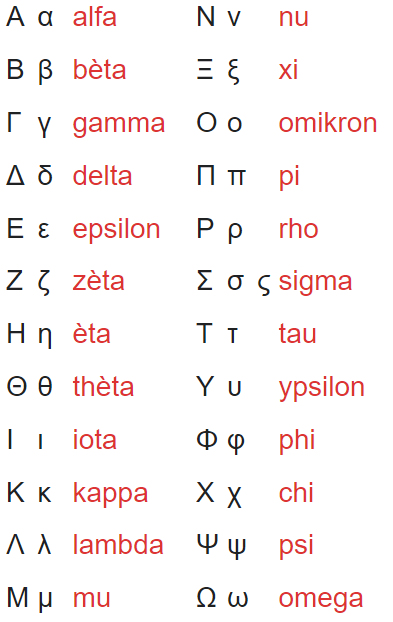 Α α alfa
Β β bèta
Γ γ gamma
Δ δ delta
Ε ε epsilon
Ζ ζ zèta
Η η èta
Θ θ thèta
Ι ι iota
Κ κ kappa
Λ λ lambda
Μ μ mu
Ν ν nu
Ξ ξ xi
Ο ο omikron
Π π pi
Ρ ρ rho
Σ σ ς sigma
Τ τ tau
Υ υ ypsilon
Φ φ phi
Χ χ chi
Ψ ψ psi
Ω ω omega